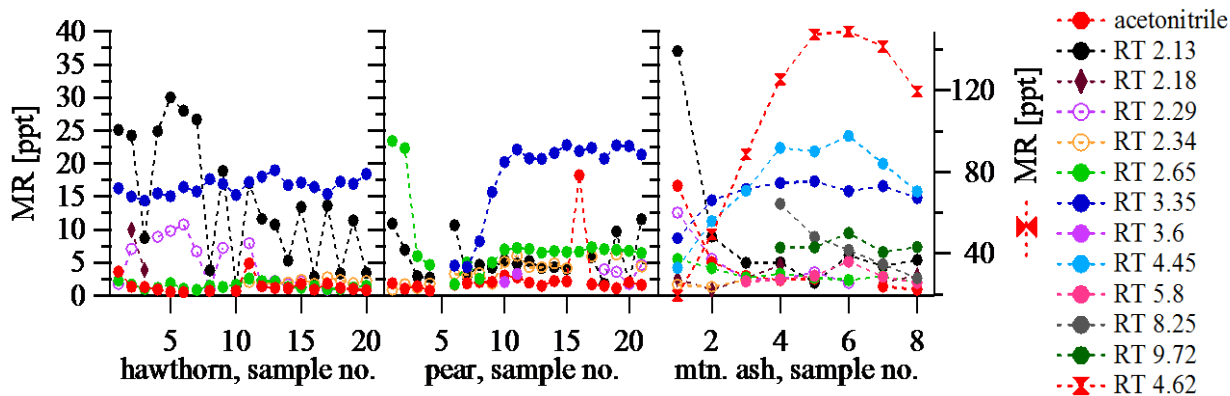 40
35
30
25
20
15
10
5
0
MR [ppt]
5 10 15 20
hawthorn, sample no.
5 10 15 20
pear, sample no.
2 4 6 8
mtn. ash, sample no.
120
80
40
MR [ppt]
acetonitrile
RT 2.13
RT 2.18
RT 2.29
RT 2.34
RT 2.65
RT 3.35
RT 3.6
RT 4.45
RT 5.8
RT 8.25
RT 9.72
RT 4.62